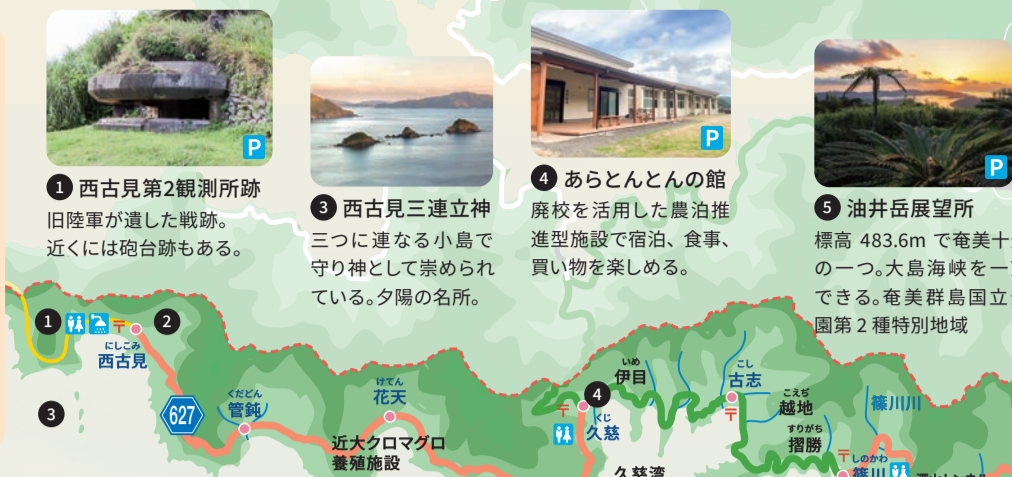 P
1 西古見第2観測所跡
旧陸軍が遺した戦跡。
近くには砲台跡もある。
3 西古見三連立神
三つに連なる小島で
守り神として崇められ
ている。夕陽の名所。
P
4 あらとんとんの館
廃校を活用した農泊推
進型施設で宿泊、食事、
買い物を楽しめる。
P
5 油井岳展望所
標高 483.6m で奄美十
の一つ。大島海峡を一
できる。奄美群島国立
園第2種特別地域
1
〒
2
にしこみ
西古見
3
627
くだどん
管鈍
けてん
花天
近大クロマグロ
養殖施設
いめ
伊目
4
〒
くじ
久慈
久慈湾
こし
古志
〒
こえぢ
越地
すりがち
摺勝
篠川川
〒
しのかわ
篠川